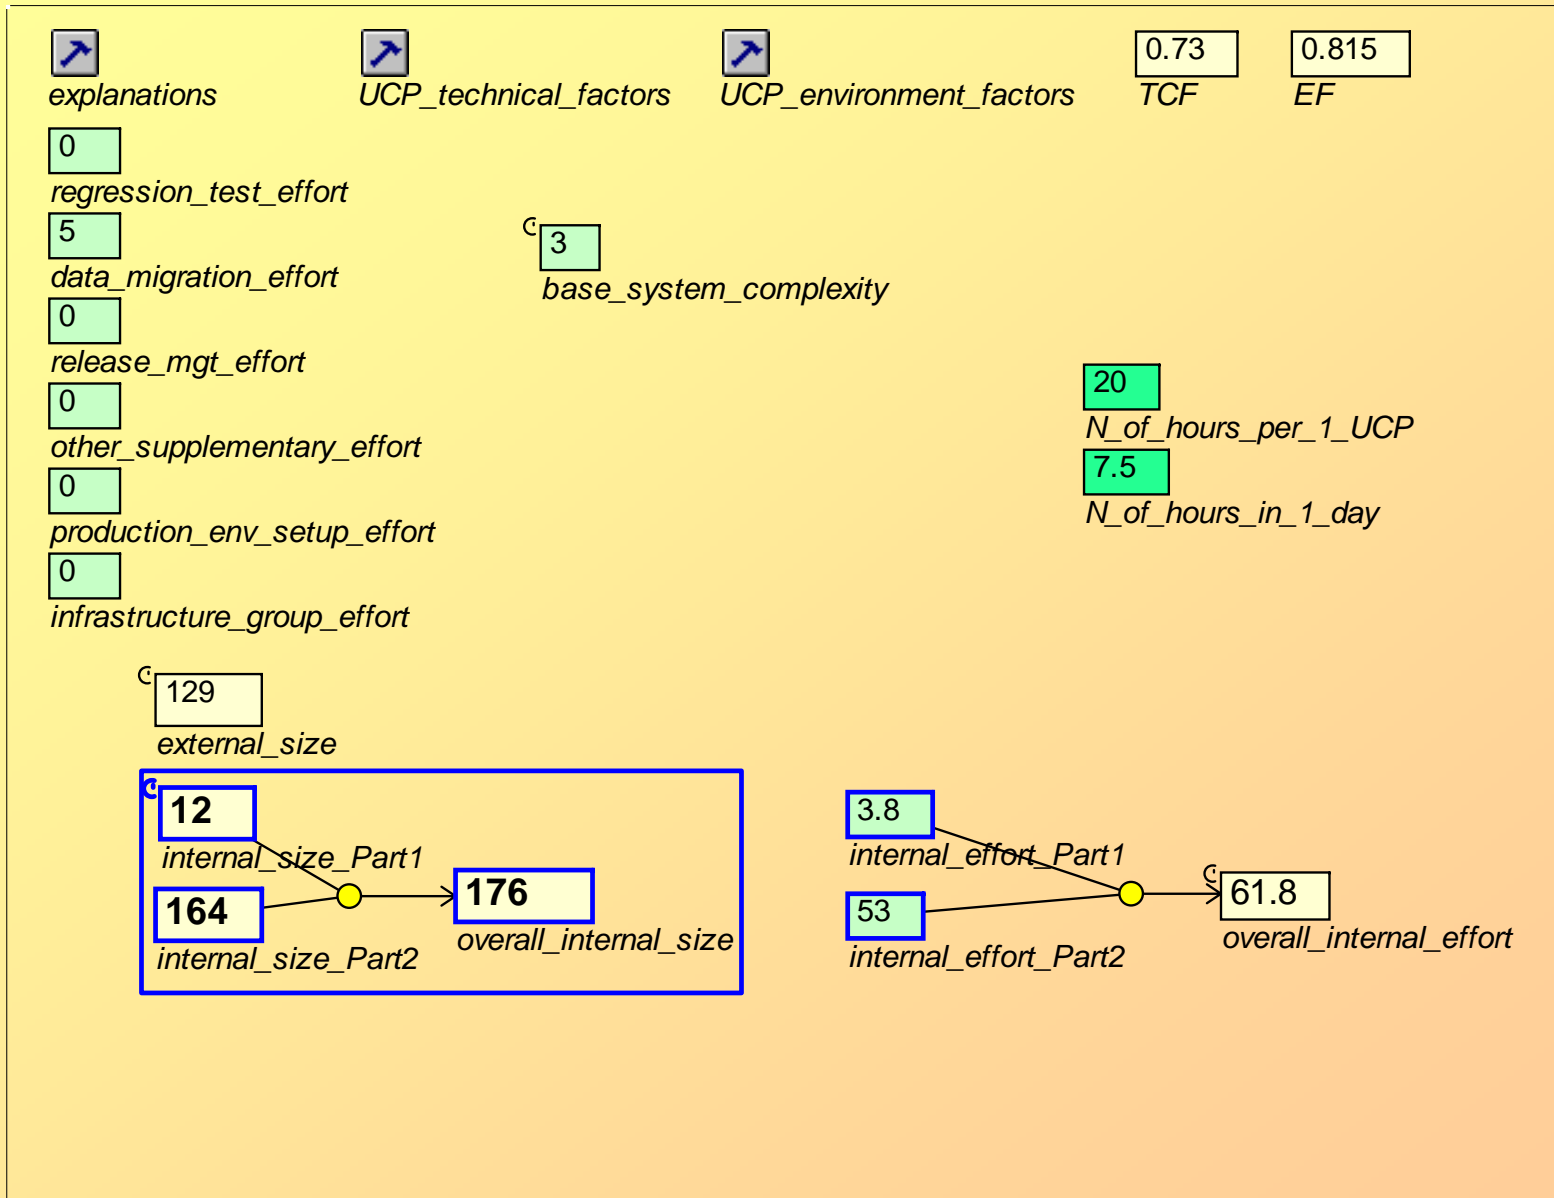 0.73
0.815
explanations
UCP_technical_factors
UCP_environment_factors
TCF
EF
0
regression_test_effort
5
data_migration_effort
3
base_system_complexity
0
release_mgt_effort
20
N_of_hours_per_1_UCP
0
other_supplementary_effort
7.5
N_of_hours_in_1_day
0
production_env_setup_effort
0
infrastructure_group_effort
129
external_size
12
internal_size_Part1
164
internal_size_Part2
176
overall_internal_size
3.8
internal_effort_Part1
53
internal_effort_Part2
61.8
overall_internal_effort